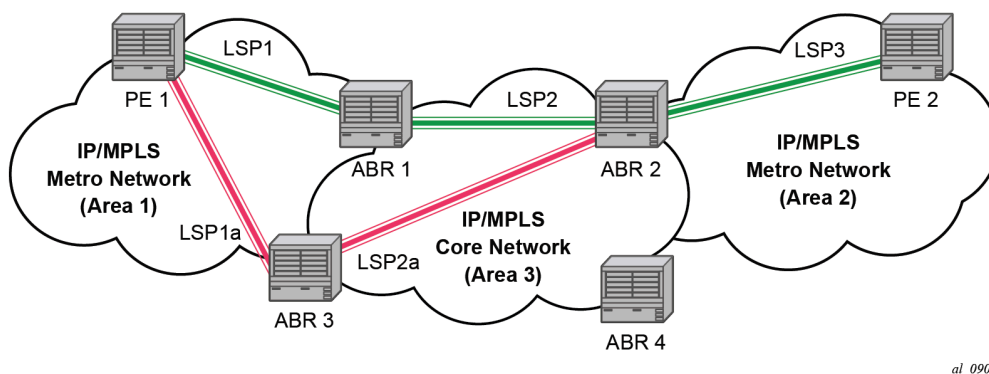 LSP1
LSP3
PE 1
LSP2
PE 2
IP/MPLS
Metro Network
(Area 1)
ABR 1
ABR 2
IP/MPLS
Metro Network
(Area 2)
IP/MPLS
Core Network
(Area 3)
LSP1a
LSP2a
ABR 3
ABR 4
al_090